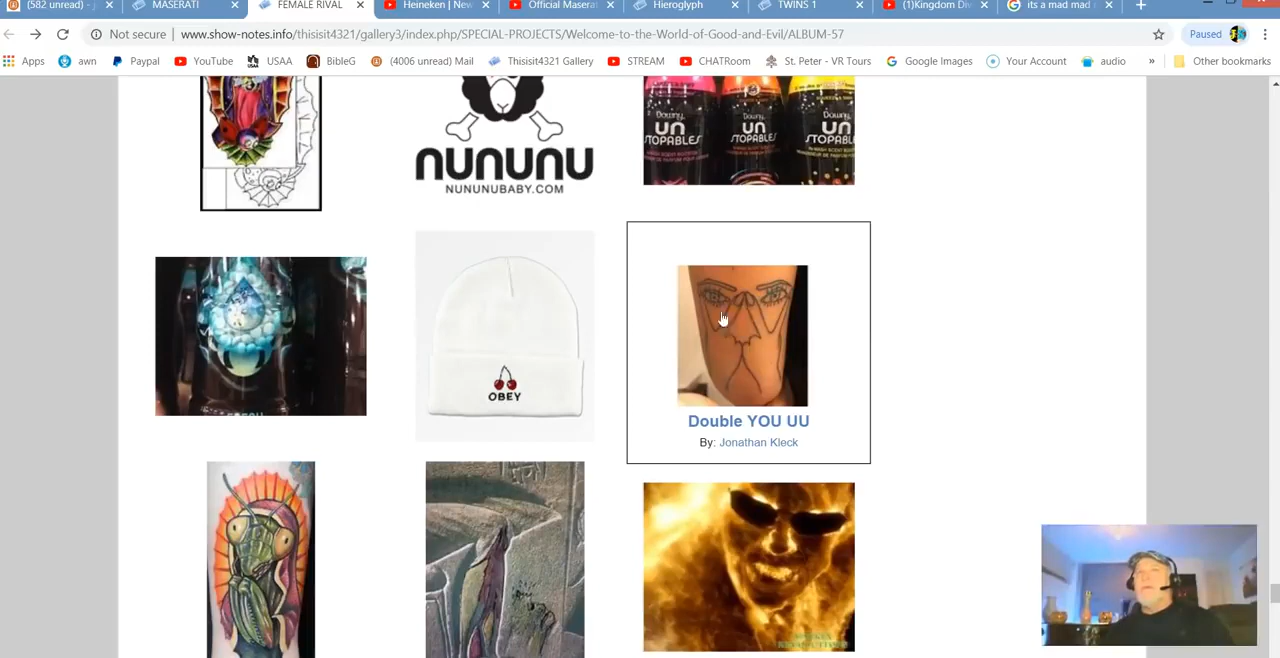 (582 unread) - j
MASERATI
FEMALE RIVAL
Heineken | New
Official Maserat
Hieroglyph
TWINS 1
(1)Kingdom Div
its a mad mad
Not secure
www.show-notes.info/thisisit4321/gallery3/index.php/SPECIAL-PROJECTS/Welcome-to-the-World-of-Good-and-Evil/ALBUM-57
Paused
Apps
awn
Paypal
YouTube
USAA
BibleG
(4006 unread) Mail
Thisisit4321 Gallery
STREAM
CHATRoom
St. Peter - VR Tours
Google Images
Your Account
audio
»
Other bookmarks
nununu
NUNUNUBABY.COM
Downy
UN STOPABLES
Downy
UN STOPABLES
Downy
UN STOPABLES
OBEY
Double YOU UU
By: Jonathan Kleck